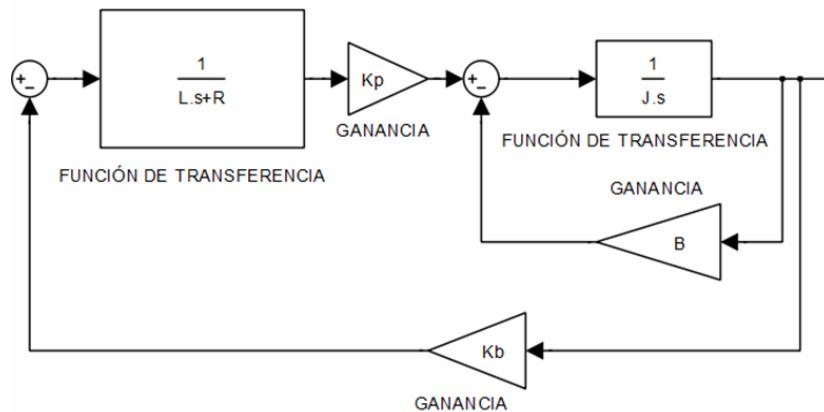 1
L.s+R
FUNCIÓN DE TRANSFERENCIA
Kp
GANANCIA
1
J.s
FUNCIÓN DE TRANSFERENCIA
GANANCIA
B
Kb
GANANCIA